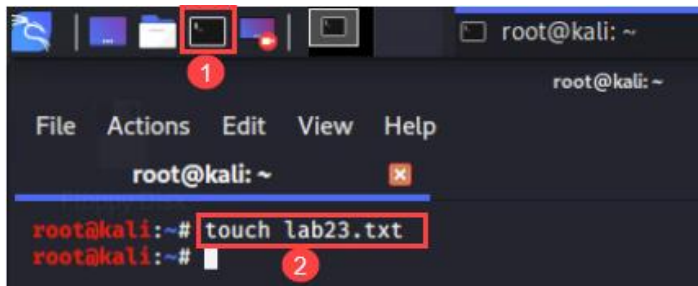 root@kali: ~
1
root@kali: ~
File Actions Edit View Help
root@kali: ~
root@kali:~# touch lab23.txt
root@kali:~#
2